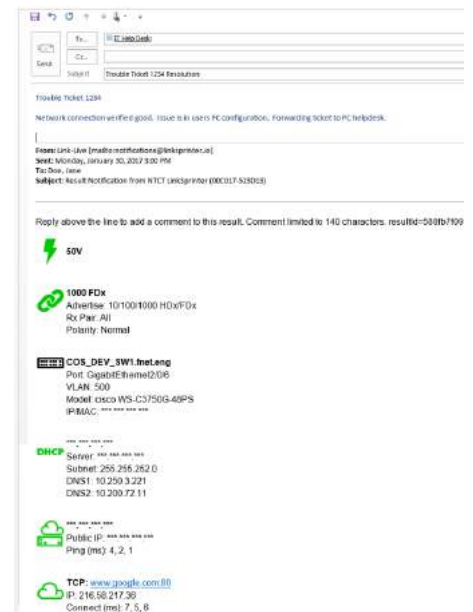 To...
IT Help Desk;
Cc...
Send
Subject
Trouble Ticket 1234 Resolution
Trouble Ticket 1234
Network connection verified good. Issue is in users PC configuration. Forwarding ticket to PC helpdesk.
From: Link-Live [mailto:notifications@linksprinter.io]
Sent: Monday, January 30, 2017 3:00 PM
To: Doe, Jane
Subject: Result Notification from NTCT LinkSprinter (00C017-523D13)
Reply above the line to add a comment to this result. Comment limited to 140 characters. resultid=588fb7f09
50V
1000 FDx
Advertise: 10/100/1000 HDx/FDx
Rx Pair: All
Polarity: Normal
COS_DEV_SW1.fnet.eng
Port: GigabitEthernet2/0/6
VLAN: 500
Model: cisco WS-C3750G-48PS
IP/MAC: *** *** *** ***
***.***.***.***
DHCP
Server: *** *** *** ***
Subnet: 255.255.252.0
DNS1: 10.250.3.221
DNS2: 10.200.72.11
***.***.***.***
Public IP: *** *** *** ***
Ping (ms): 4, 2, 1
TCP: www.google.com:80
IP: 216.58.217.36
Connect (ms): 7, 5, 6